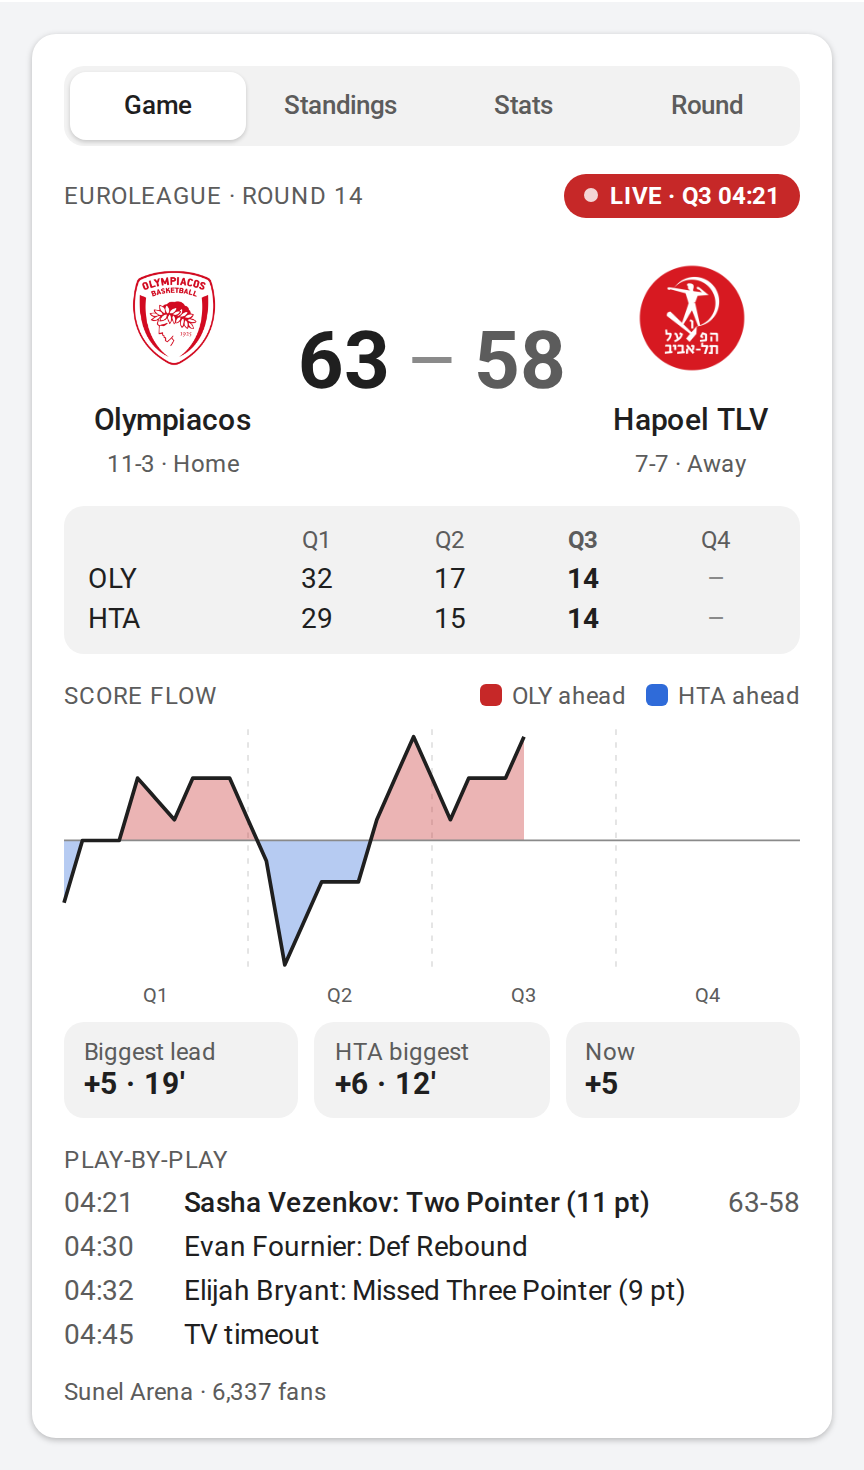 Game Standings Stats Round
EUROLEAGUE · ROUND 14 LIVE · Q3 04:21
OLYMPIACOS
BASKETBALL
1925
הפועל
תל-אביב
63 – 58
Olympiacos Hapoel TLV
11-3 · Home 7-7 · Away
Q1 Q2 Q3 Q4
OLY 32 17 14 –
HTA 29 15 14 –
SCORE FLOW OLY ahead HTA ahead
Q1 Q2 Q3 Q4
Biggest lead HTA biggest Now
+5 · 19' +6 · 12' +5
PLAY-BY-PLAY
04:21 Sasha Vezenkov: Two Pointer (11 pt) 63-58
04:30 Evan Fournier: Def Rebound
04:32 Elijah Bryant: Missed Three Pointer (9 pt)
04:45 TV timeout
Sunel Arena · 6,337 fans